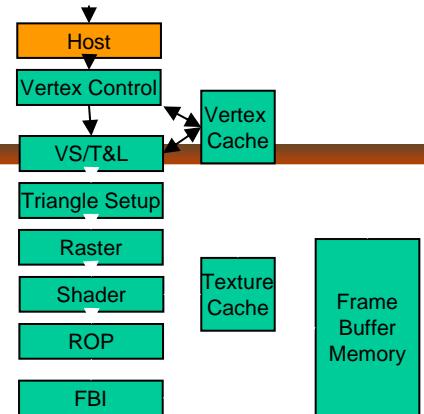 Host
Vertex Control
Vertex
Cache
VS/T&L
Triangle Setup
Raster
Shader
Texture
Cache
Frame
Buffer
Memory
ROP
FBI